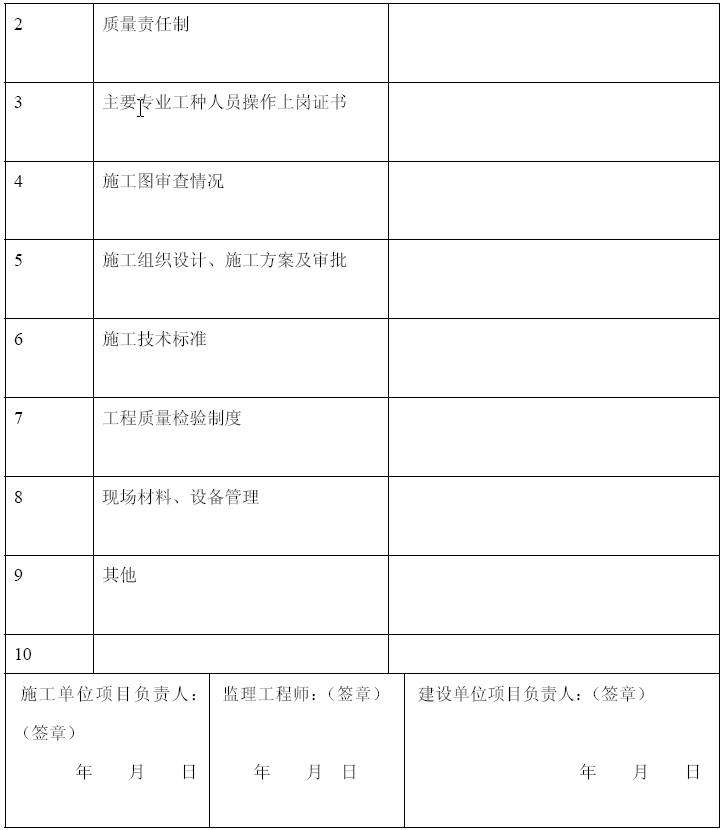 2 质量责任制
3 主要专业工种人员操作上岗证书
4 施工图审查情况
5 施工组织设计、施工方案及审批
6 施工技术标准
7 工程质量检验制度
8 现场材料、设备管理
9 其他
10
施工单位项目负责人：
（签章）
年 月 日
监理工程师：（签章）
年 月 日
建设单位项目负责人：（签章）
年 月 日